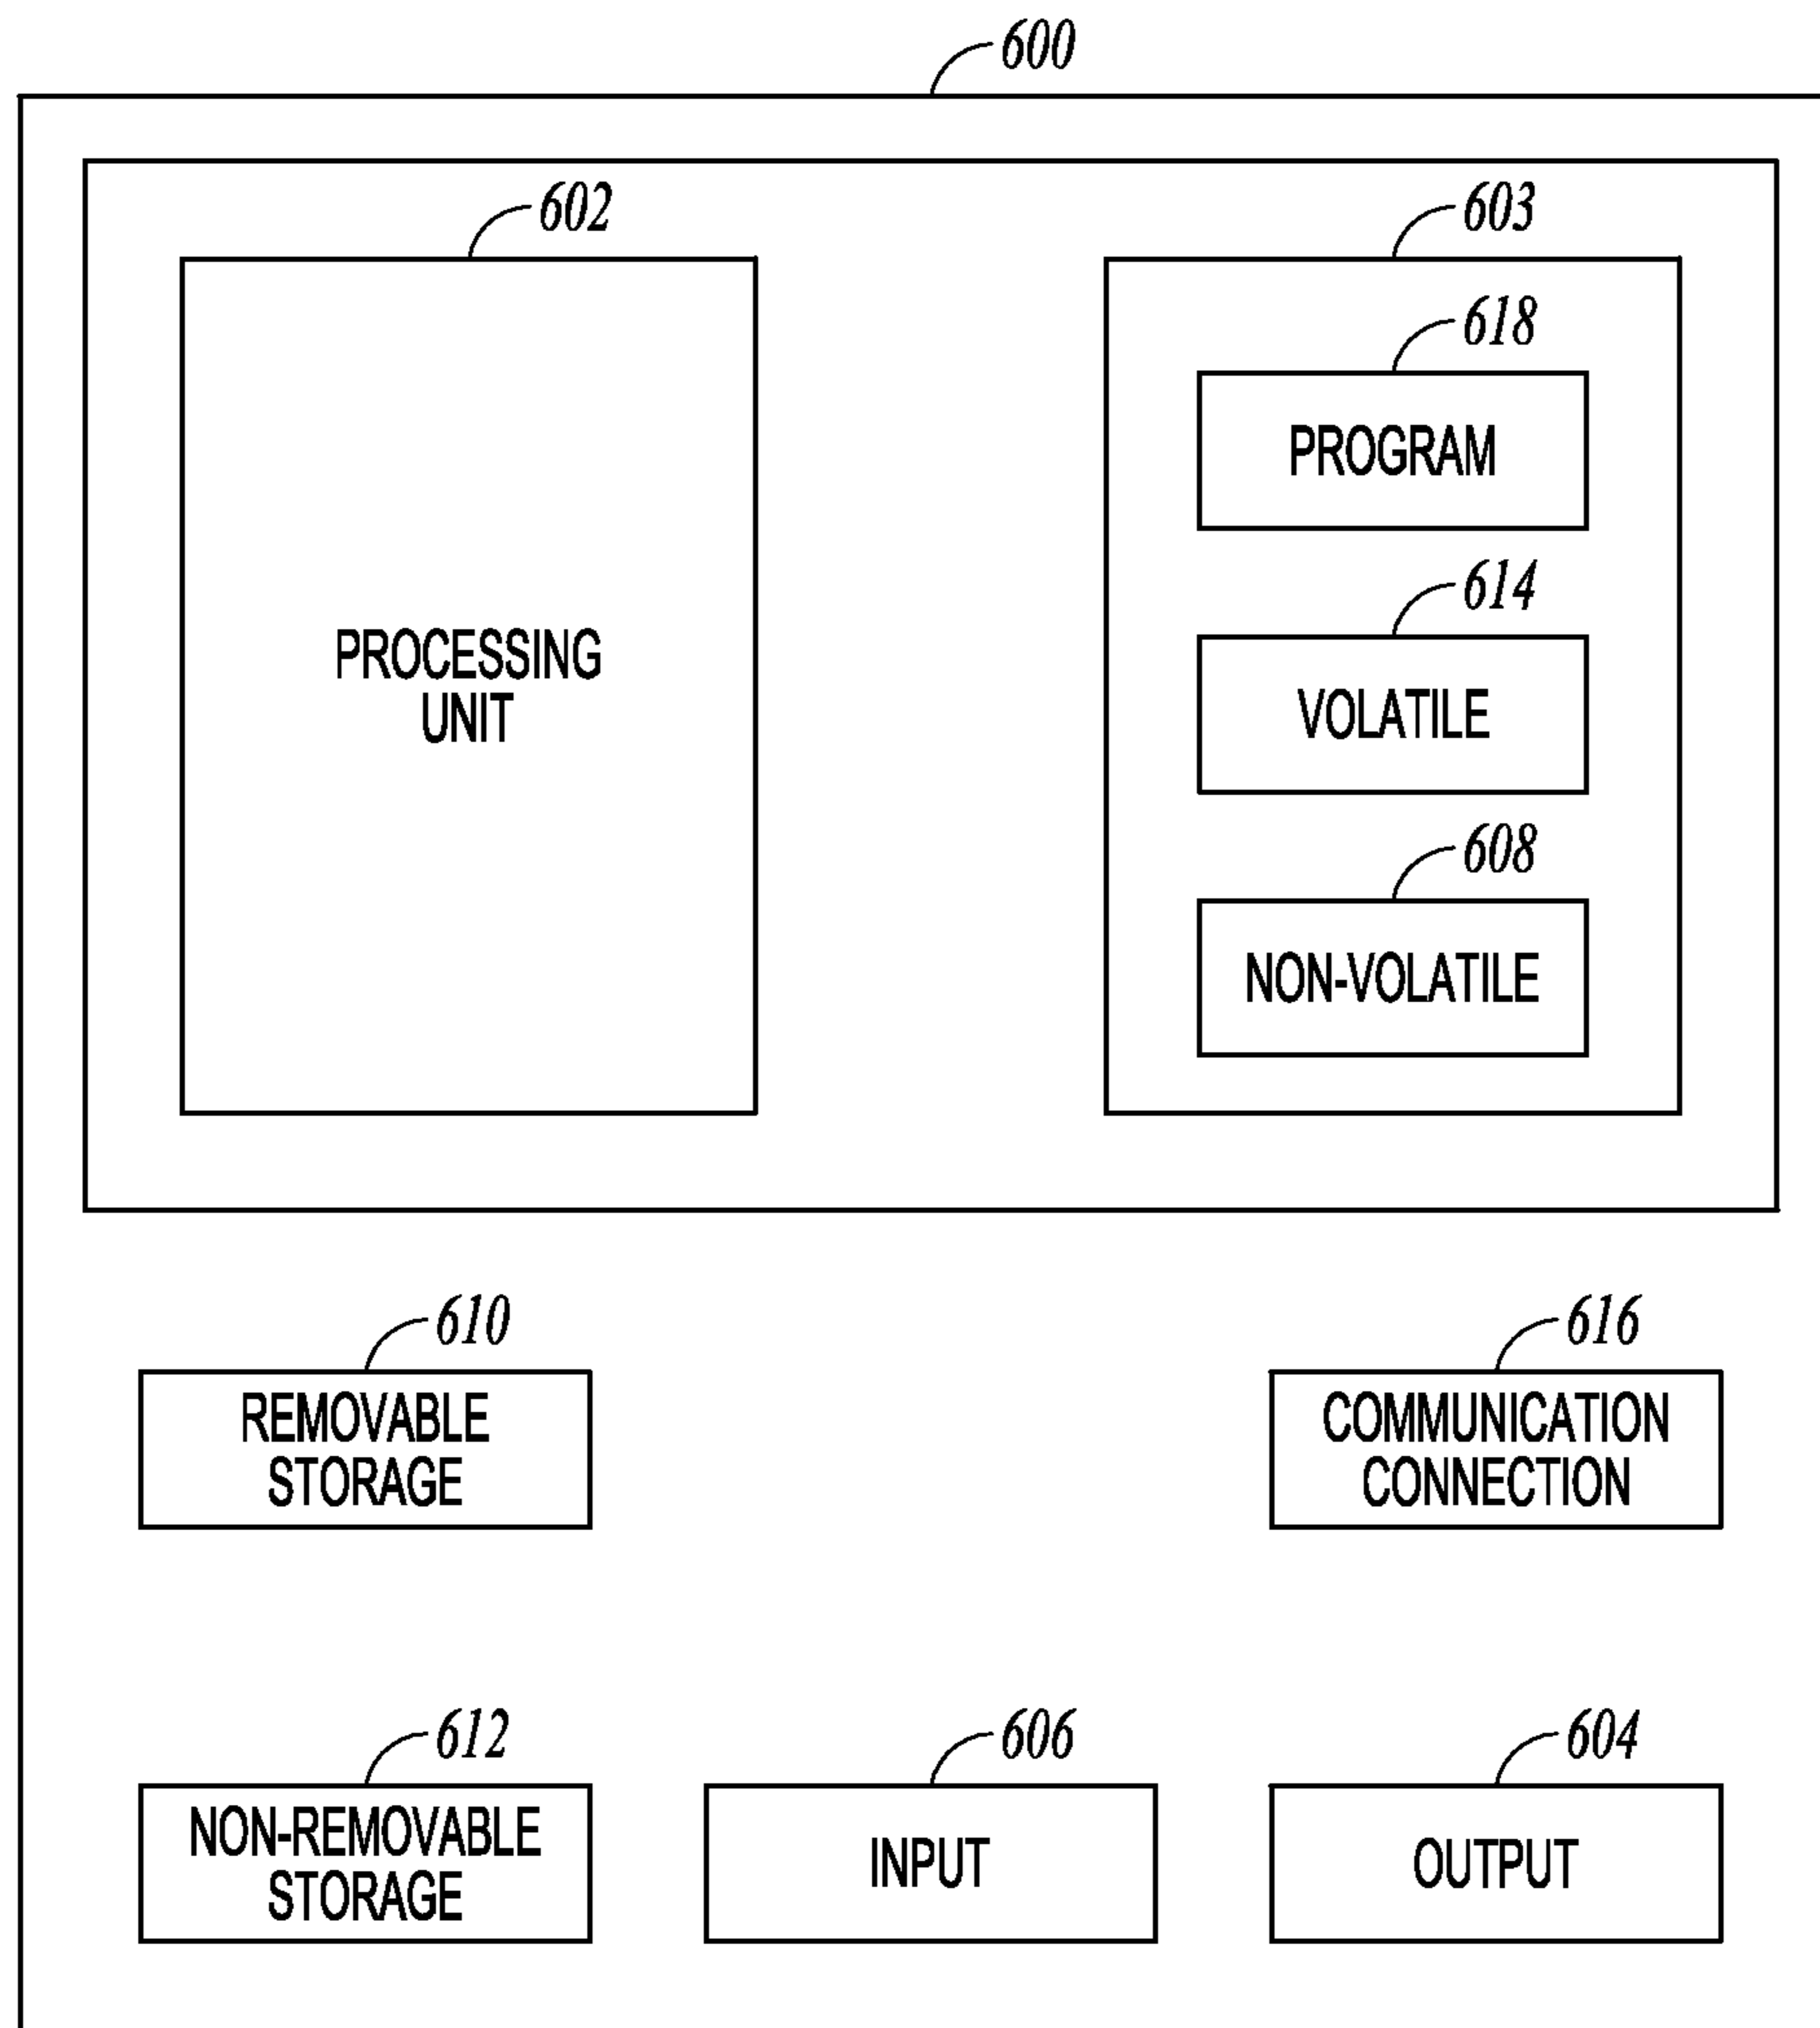 600
602
603
618
PROGRAM
614
PROCESSING
UNIT
VOLATILE
608
NON-VOLATILE
610
616
REMOVABLE
STORAGE
COMMUNICATION
CONNECTION
612
606
604
NON-REMOVABLE
STORAGE
INPUT
OUTPUT